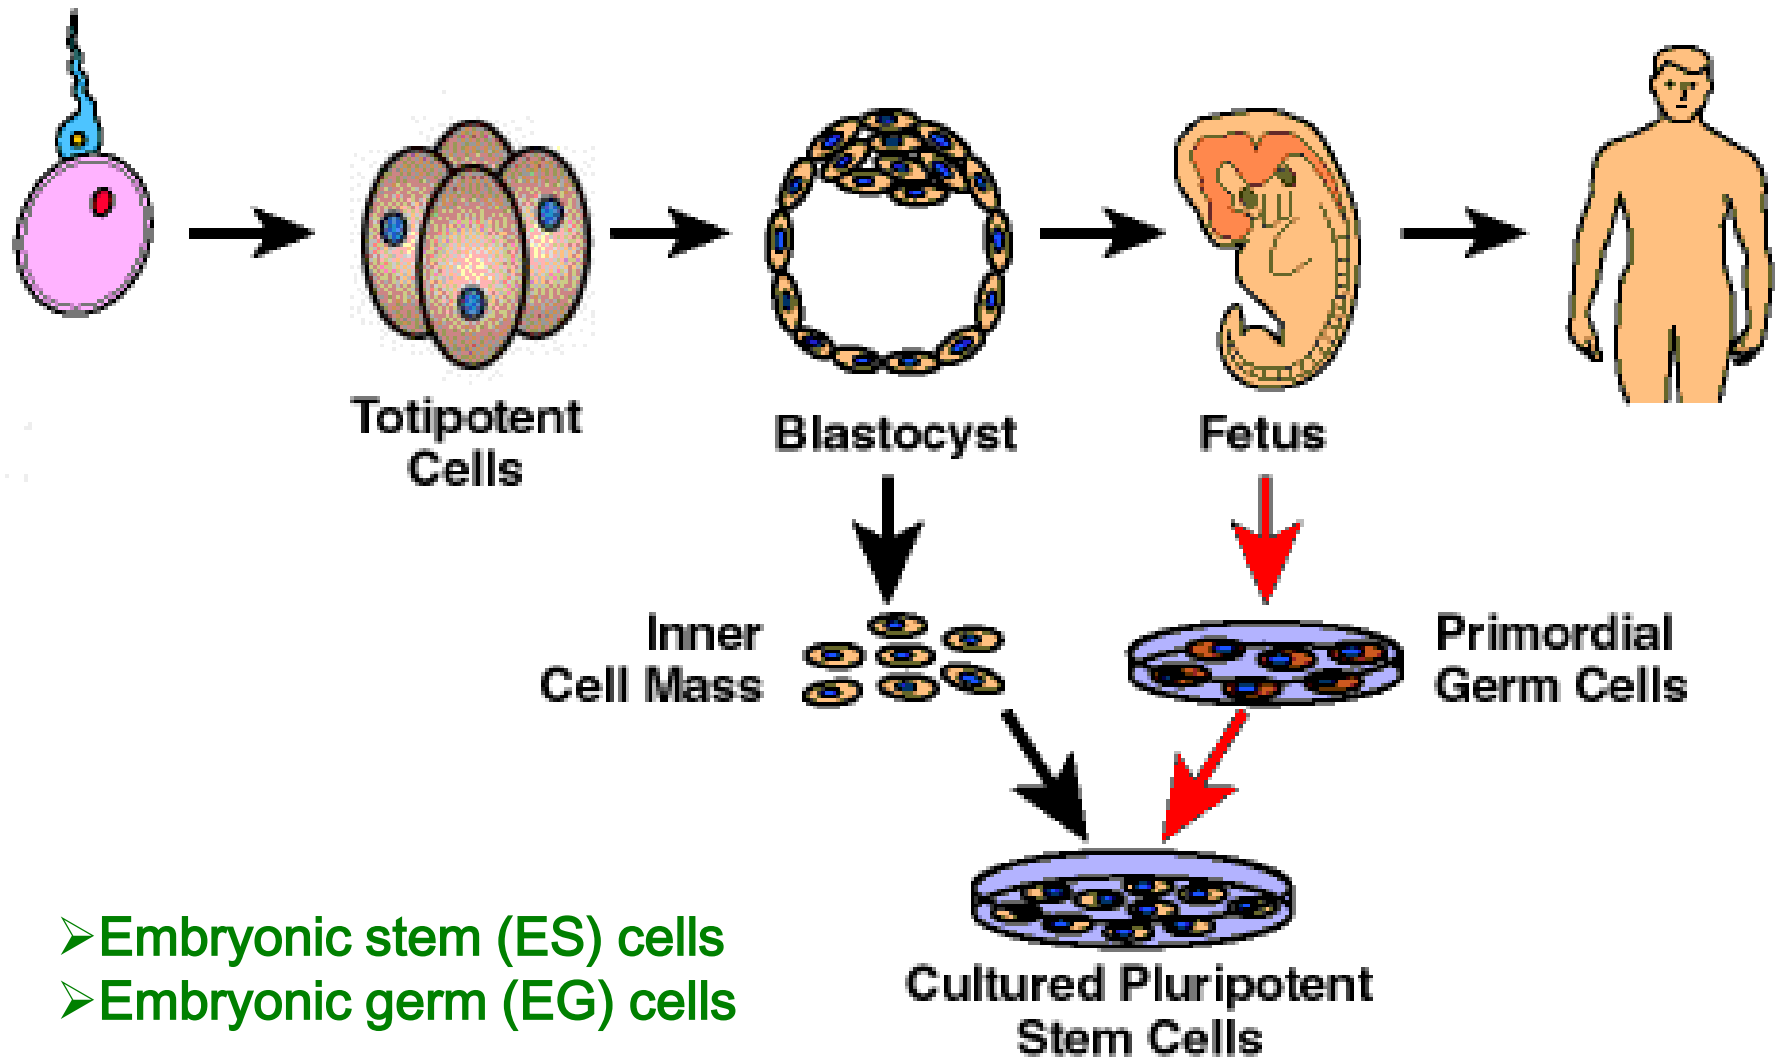 Totipotent
Cells
Blastocyst
Fetus
Inner
Cell Mass
Primordial
Germ Cells
➢Embryonic stem (ES) cells
➢Embryonic germ (EG) cells
Cultured Pluripotent
Stem Cells